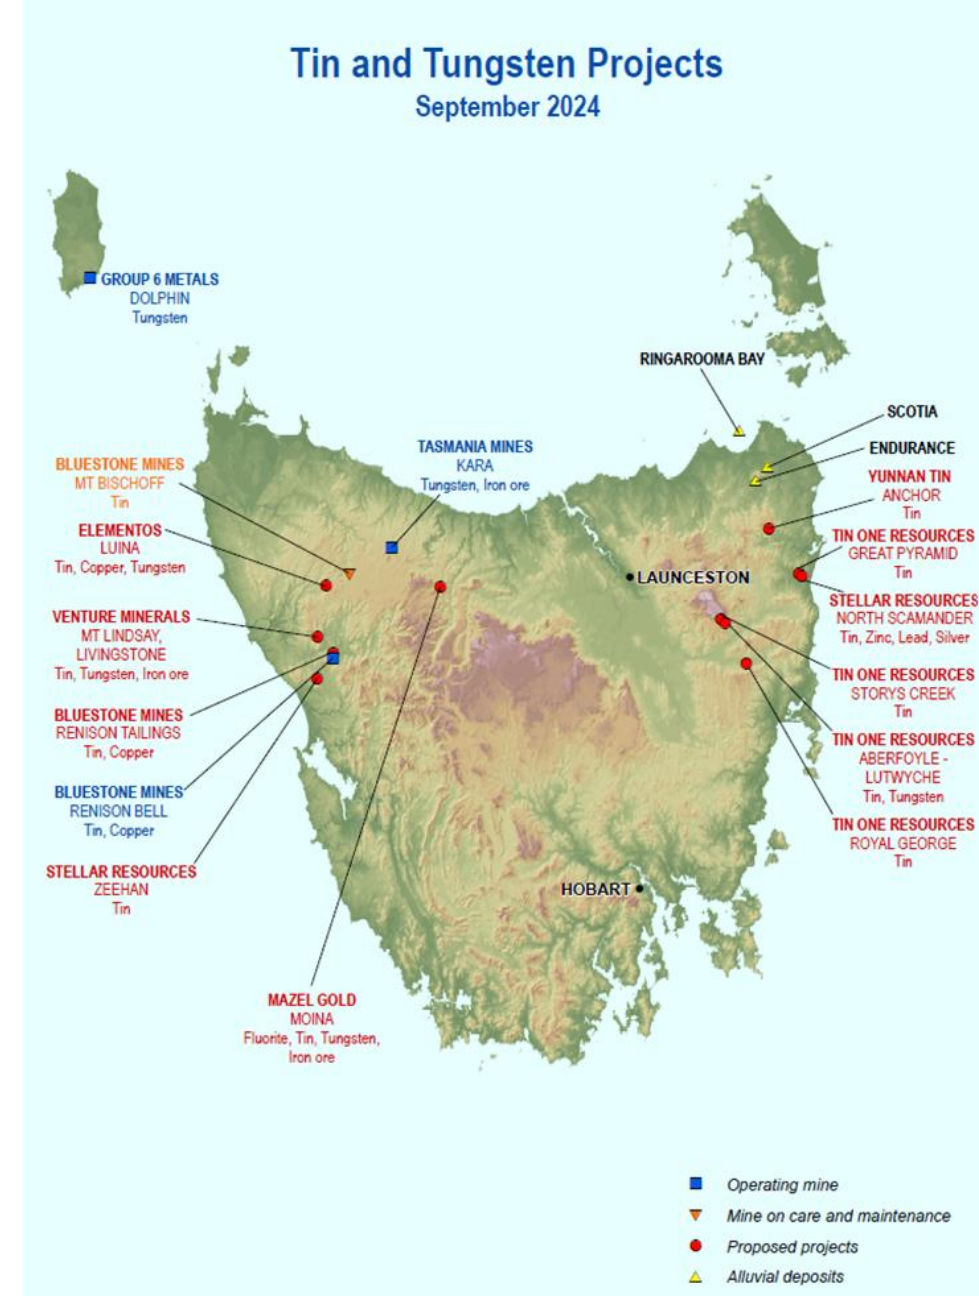 Tin and Tungsten Projects
September 2024
GROUP 6 METALS
DOLPHIN
Tungsten
RINGAROOMA BAY
SCOTIA
ENDURANCE
TASMANIA MINES
KARA
Tungsten, Iron ore
BLUESTONE MINES
MT BISCHOFF
Tin
ELEMENTOS
LUINA
Tin, Copper, Tungsten
VENTURE MINERALS
MT LINDSAY,
LIVINGSTONE
Tin, Tungsten, Iron ore
BLUESTONE MINES
RENISON TAILINGS
Tin, Copper
BLUESTONE MINES
RENISON BELL
Tin, Copper
STELLAR RESOURCES
ZEEHAN
Tin
MAZEL GOLD
MOINA
Fluorite, Tin, Tungsten,
Iron ore
LAUNCESTON
HOBART
YUNNAN TIN
ANCHOR
Tin
TIN ONE RESOURCES
GREAT PYRAMID
Tin
STELLAR RESOURCES
NORTH SCAMANDER
Tin, Zinc, Lead, Silver
TIN ONE RESOURCES
STORYS CREEK
Tin
TIN ONE RESOURCES
ABERFOYLE -
LUTWYCHE
Tin, Tungsten
TIN ONE RESOURCES
ROYAL GEORGE
Tin
Operating mine
Mine on care and maintenance
Proposed projects
Alluvial deposits